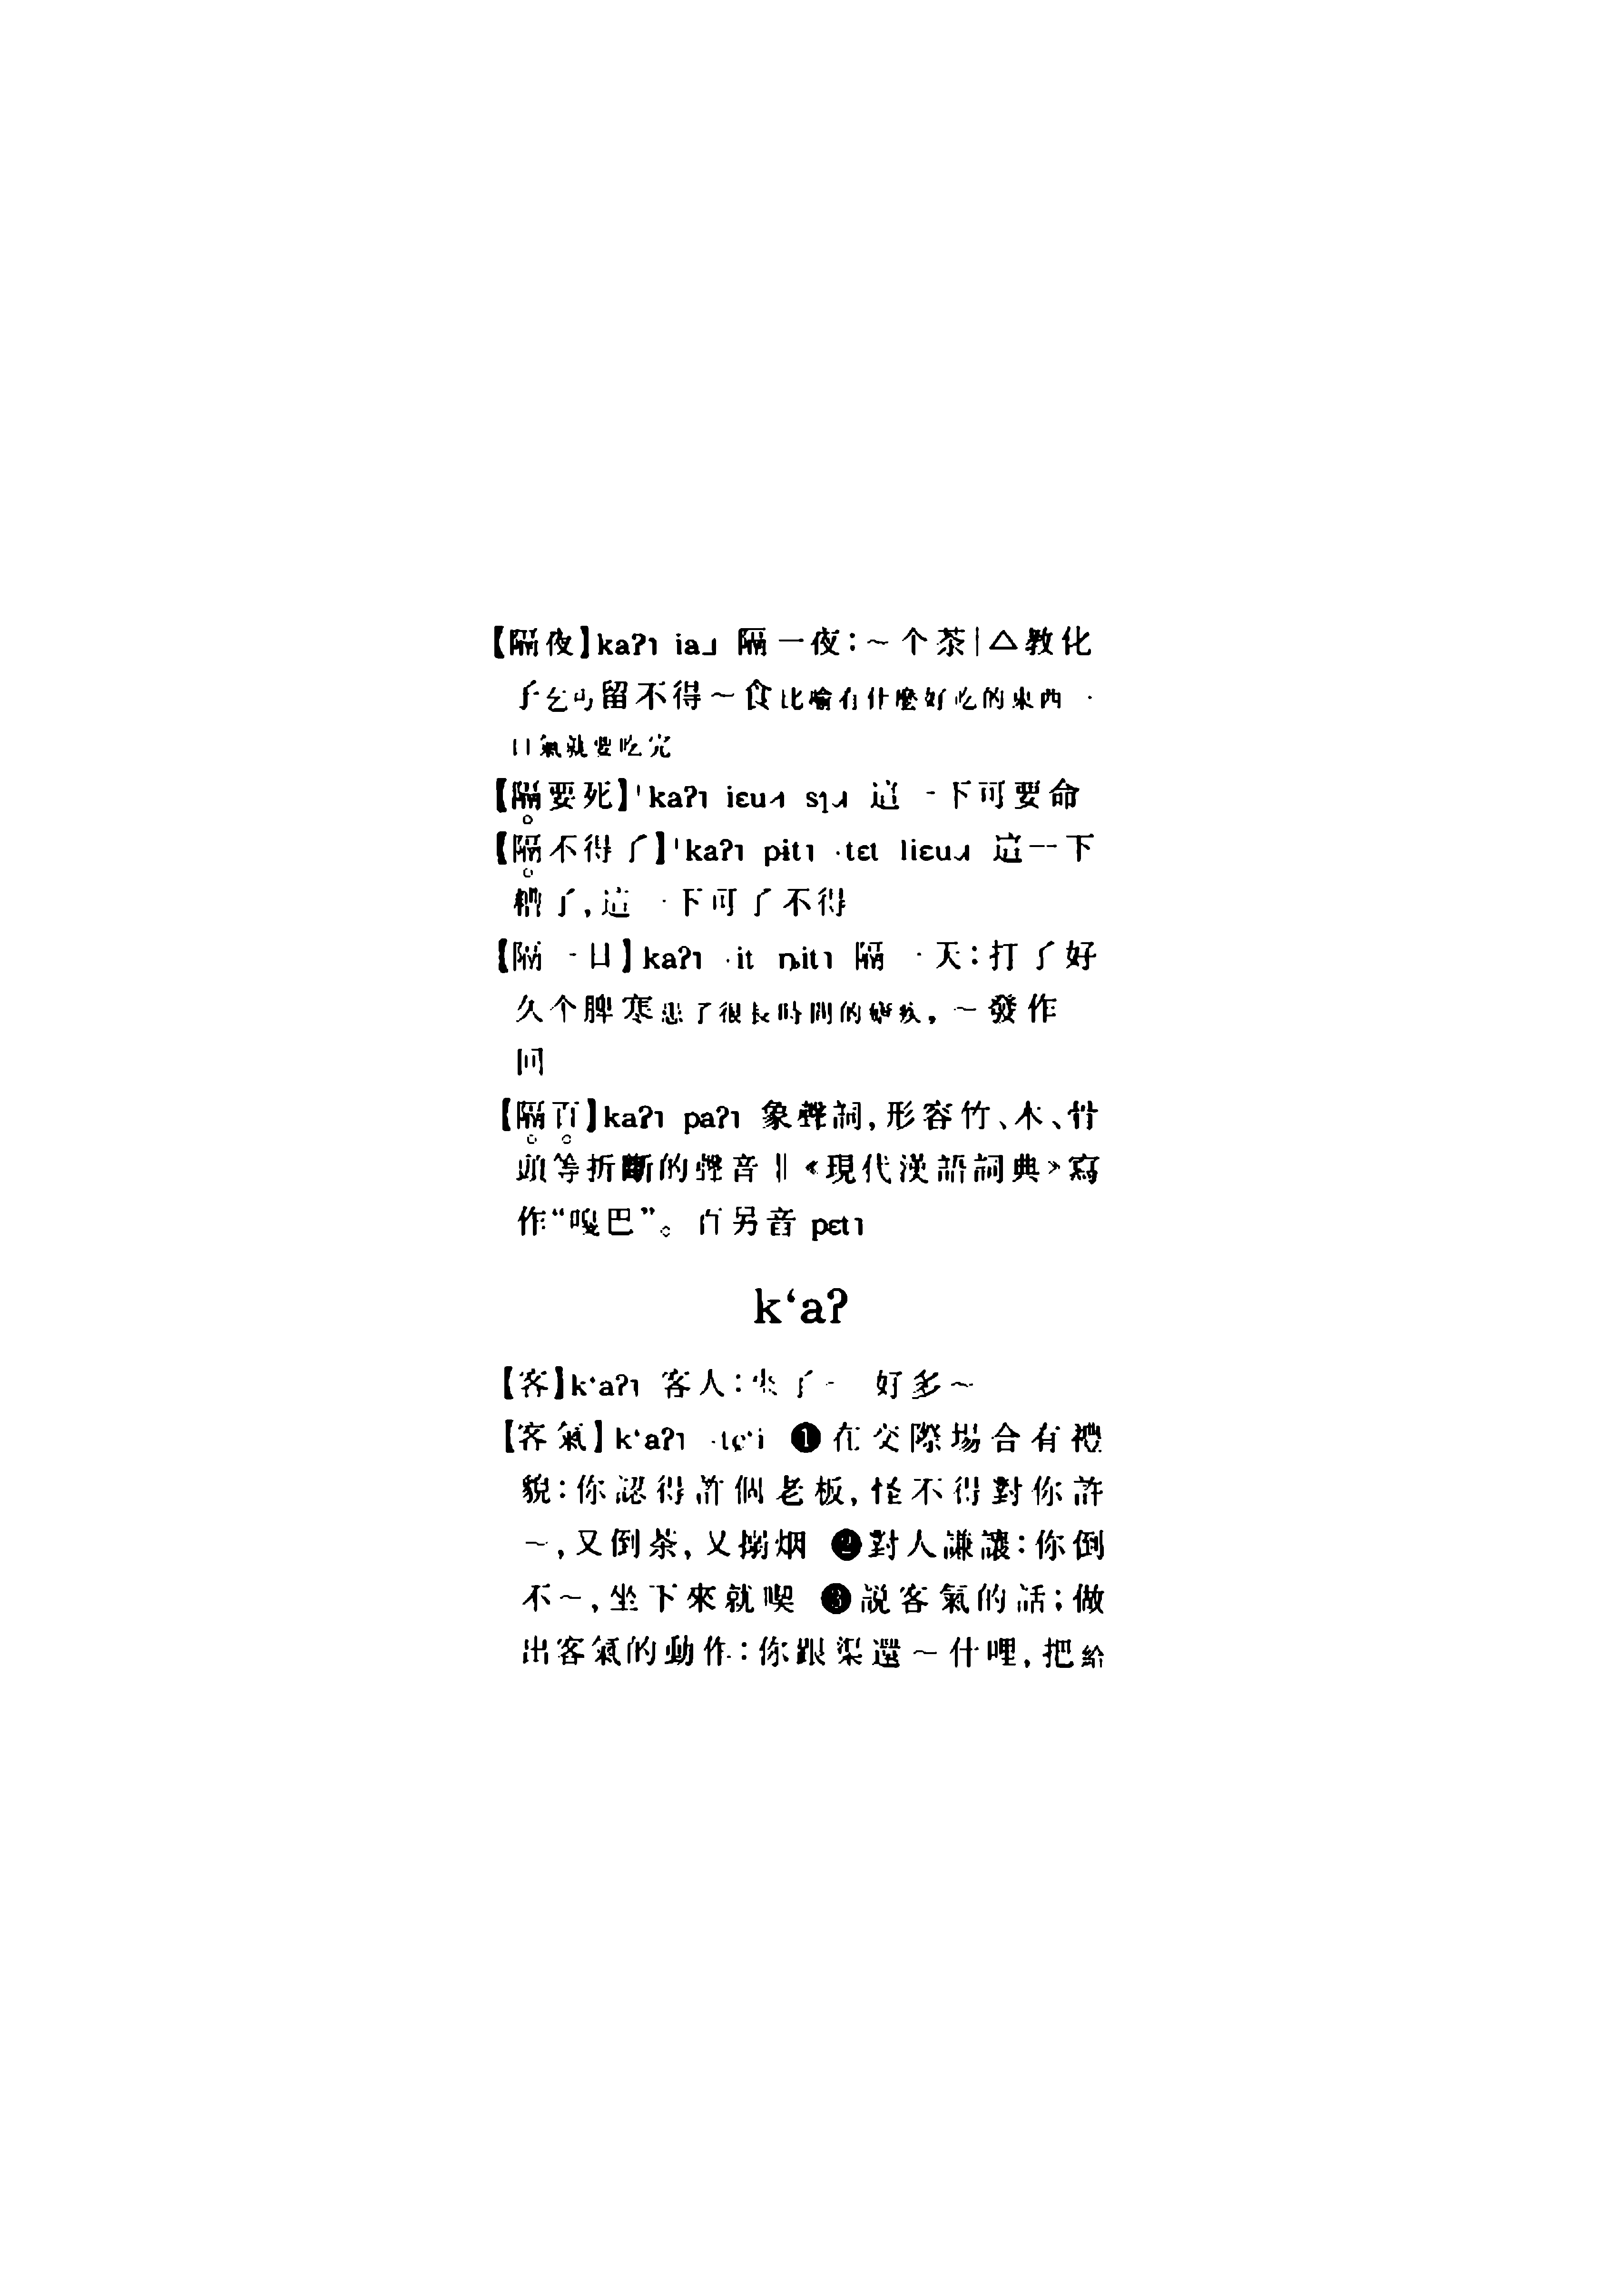 【隔夜】kaʔ˥ ia˩ 隔一夜：～个茶|△教化
子乞丐留不得～食比喻有什麽好吃的東西一
口氣就要吃完
【隔要死】ˈkaʔ˥ iɛu˧˩ sɿ˨˩˧ 這一下可要命
【隔不得了】ˈkaʔ˥ pɨt˥ ·tɛt liɛu˨˩˧ 這一下
糟了，這一下可了不得
【隔一日】kaʔ˥ ·it ȵit˥ 隔一天：打了好
久个脾寒患了很長時間的瘧疾，～發作
回
【隔百】kaʔ˥ paʔ˥ 象聲詞，形容竹、木、骨
頭等折斷的聲音‖《現代漢語詞典》寫
作“嘎巴”。百另音 pɛt˥
kʻaʔ
【客】kʻaʔ˥ 客人：來了一 好多～
【客氣】kʻaʔ˥ ·tɕʻi ❶在交際場合有禮
貌：你認得許個老板，怪不得對你許
～，又倒茶，又搊烟 ❷對人謙讓：你倒
不～，坐下來就喫 ❸説客氣的話；做
出客氣的動作：你跟渠還～什哩，把給